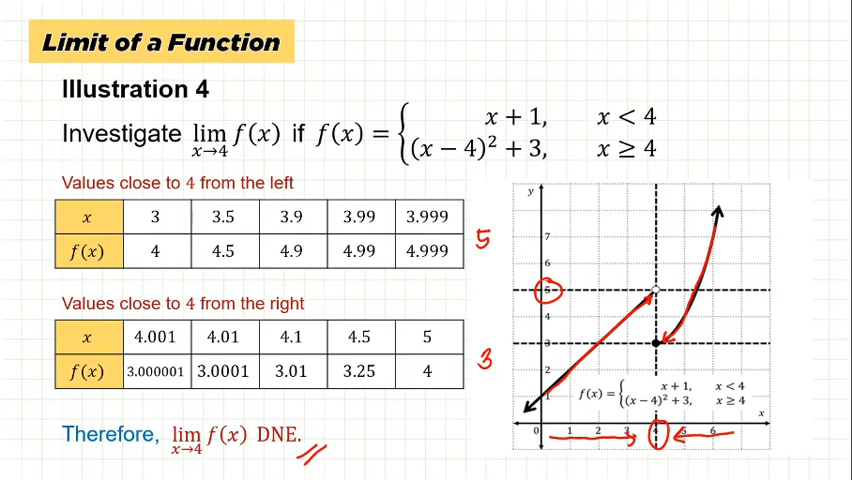 Limit of a Function
Illustration 4
Investigate lim x→4 f(x) if f(x) = { x + 1, x < 4
(x − 4)² + 3, x ≥ 4
Values close to 4 from the left
x 3 3.5 3.9 3.99 3.999
f(x) 4 4.5 4.9 4.99 4.999
5
Values close to 4 from the right
x 4.001 4.01 4.1 4.5 5
f(x) 3.000001 3.0001 3.01 3.25 4
3
Therefore, lim x→4 f(x) DNE.
y
7
6
5
4
3
2
1
f(x) = { x + 1, x < 4
(x − 4)² + 3, x ≥ 4
x
0 1 2 3 4 5 6